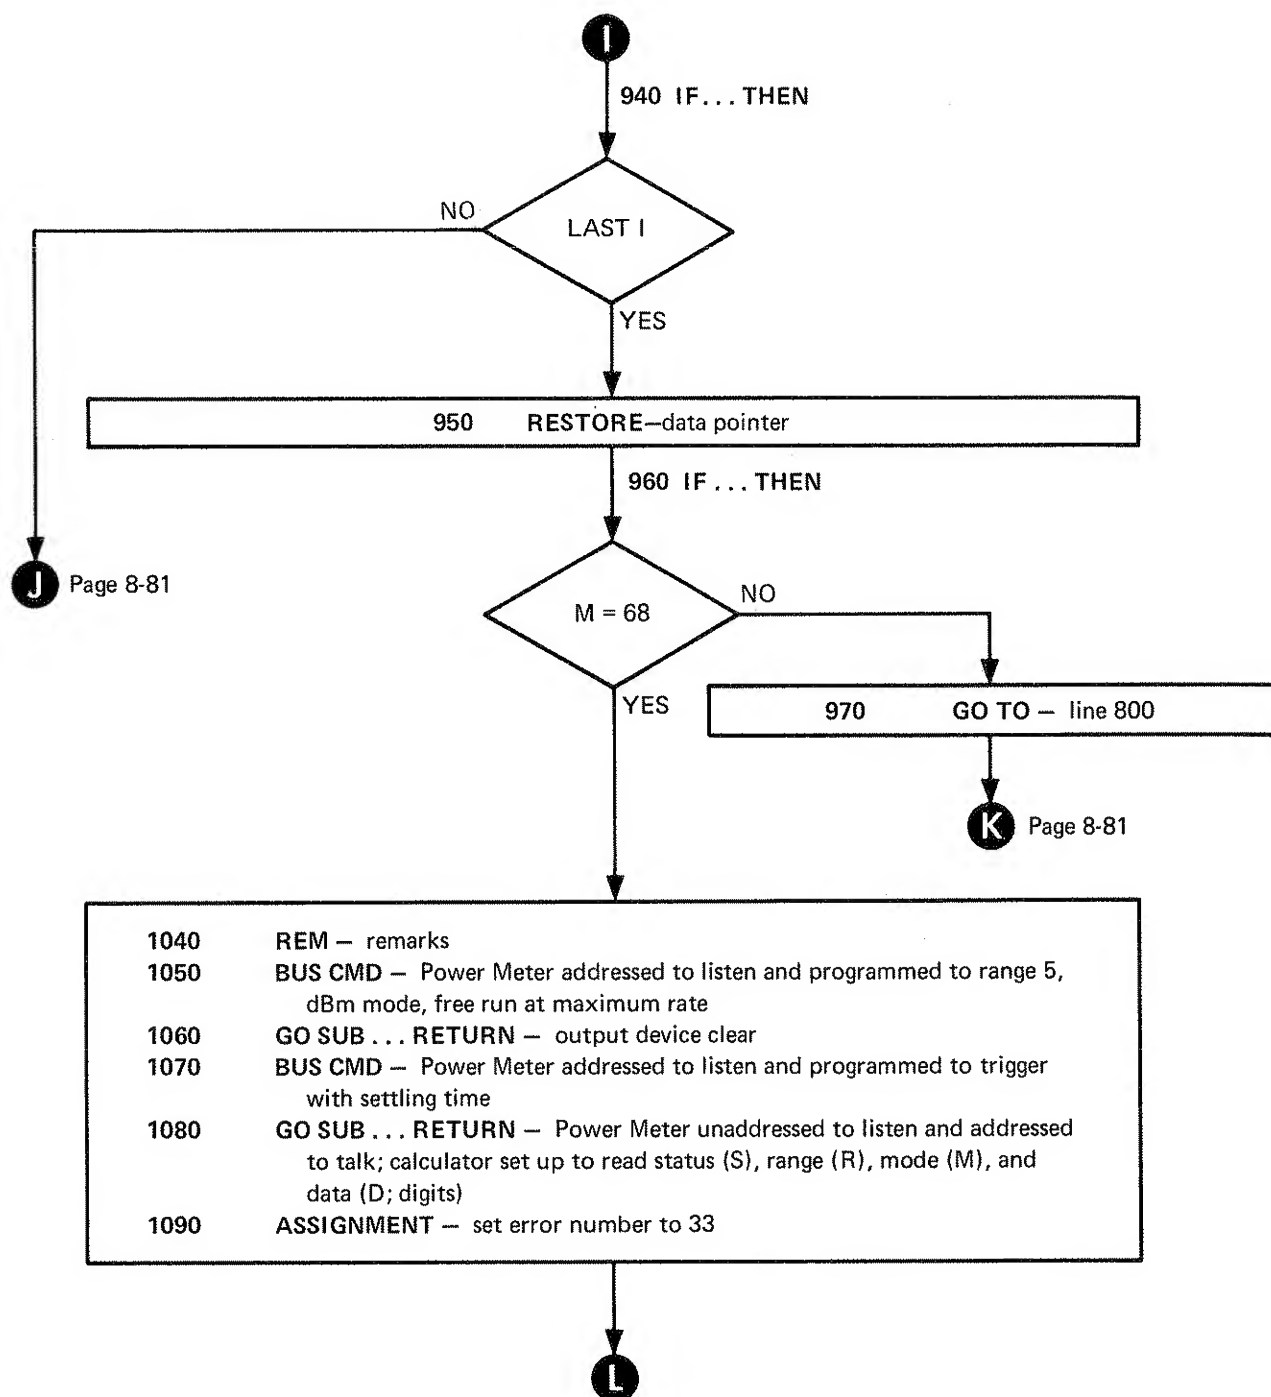 I
940 IF... THEN
NO
LAST I
YES
950 RESTORE—data pointer
960 IF ... THEN
J Page 8-81
M = 68
NO
YES
970 GO TO — line 800
K Page 8-81
1040 REM — remarks
1050 BUS CMD — Power Meter addressed to listen and programmed to range 5,
dBm mode, free run at maximum rate
1060 GO SUB ... RETURN — output device clear
1070 BUS CMD — Power Meter addressed to listen and programmed to trigger
with settling time
1080 GO SUB ... RETURN — Power Meter unaddressed to listen and addressed
to talk; calculator set up to read status (S), range (R), mode (M), and
data (D; digits)
1090 ASSIGNMENT — set error number to 33
L